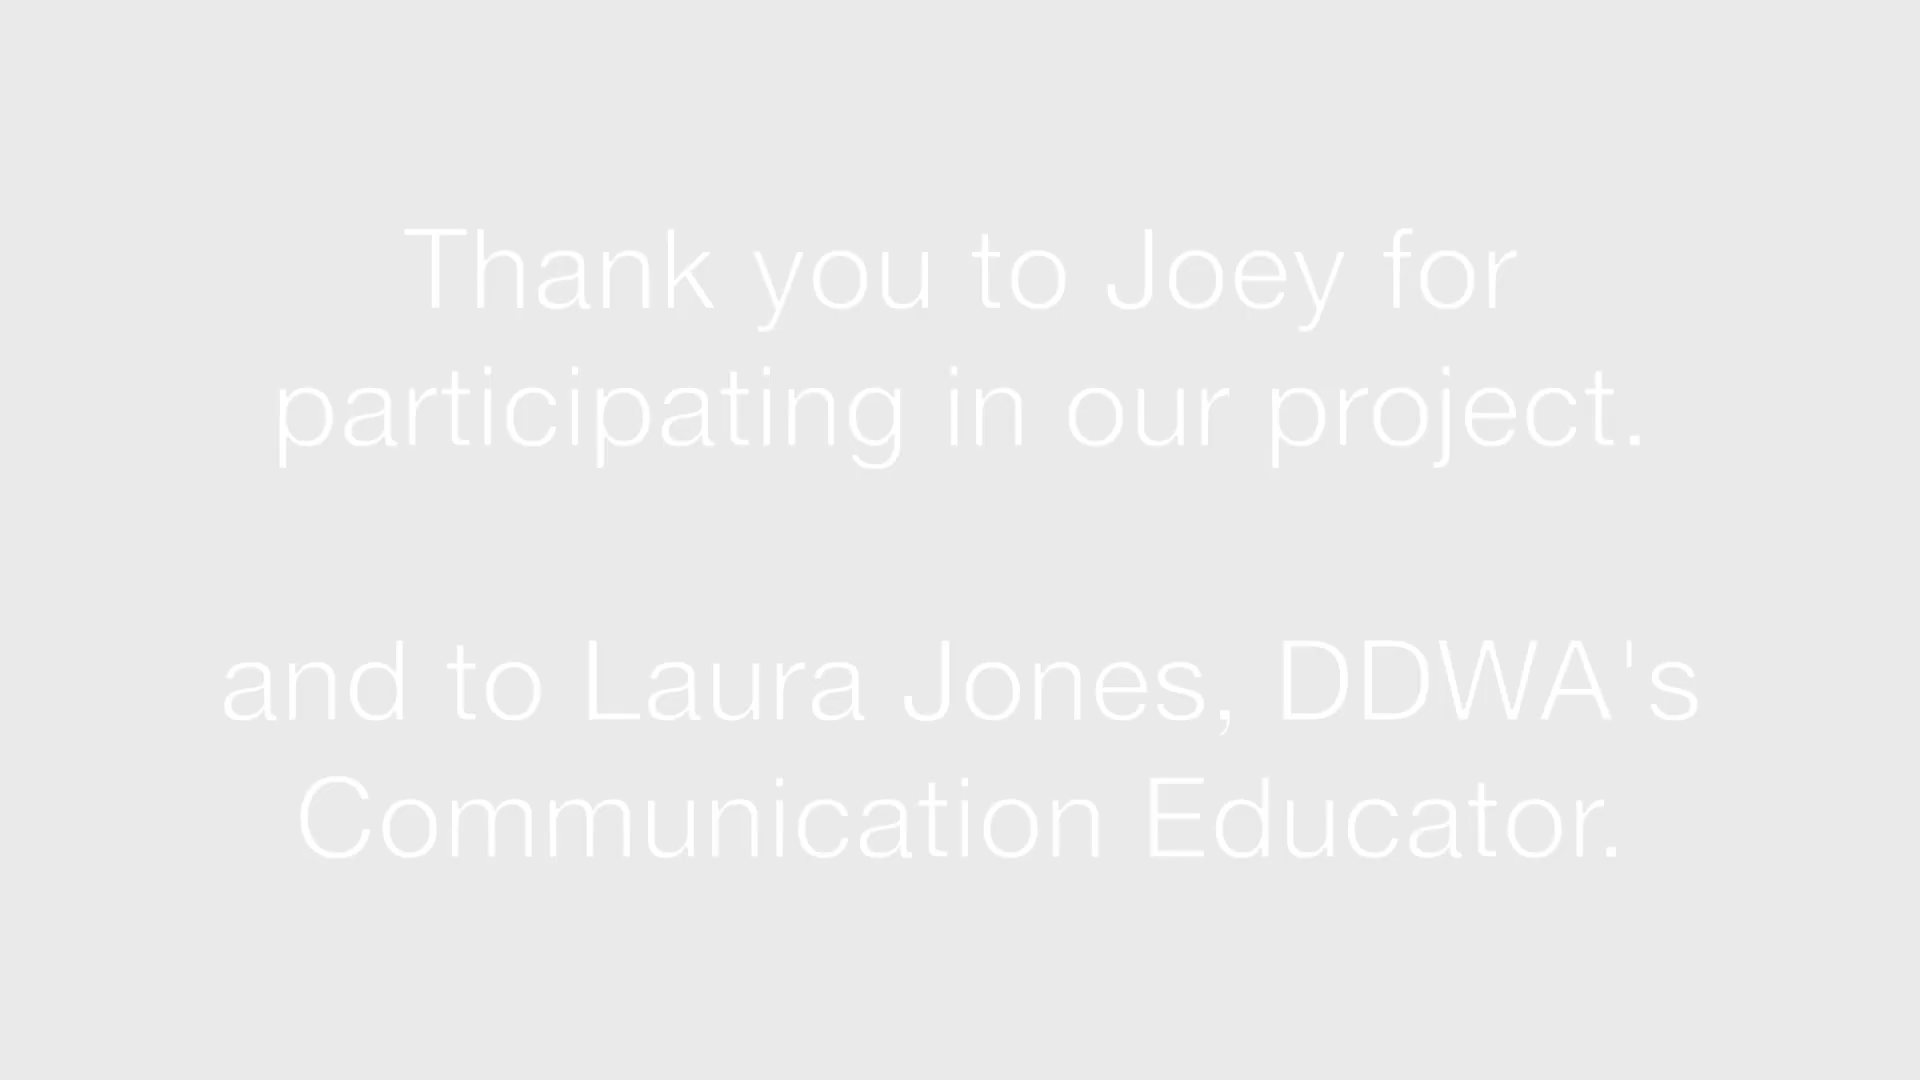 Thank you to Joey for
participating in our project.
and to Laura Jones, DDWA's
Communication Educator.